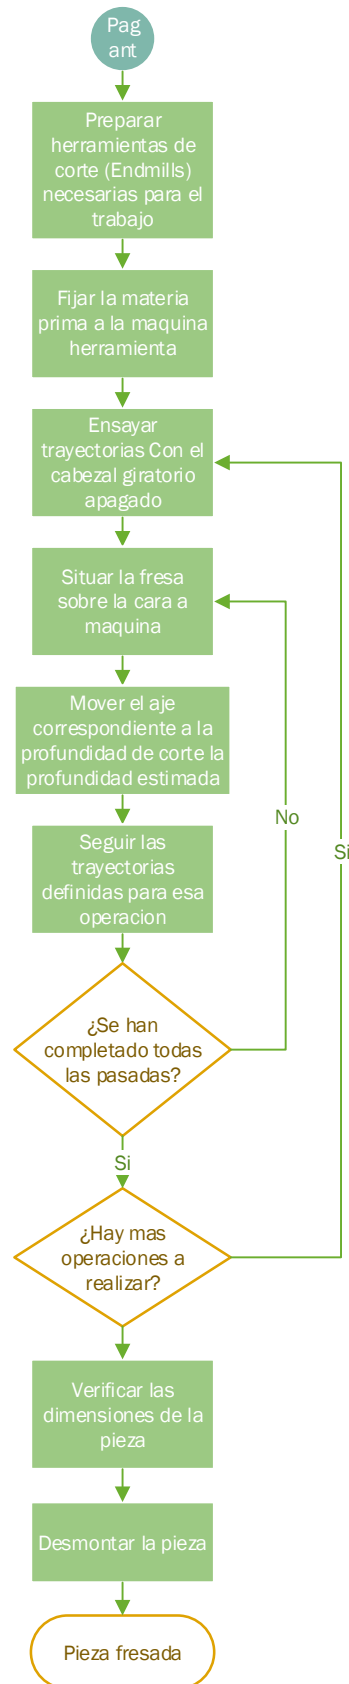 Pag
ant
Preparar
herramientas de
corte (Endmills)
necesarias para el
trabajo
Fijar la materia
prima a la maquina
herramienta
Ensayar
trayectorias Con el
cabezal giratorio
apagado
Situar la fresa
sobre la cara a
maquina
Mover el aje
correspondiente a la
profundidad de corte la
profundidad estimada
No
Seguir las
trayectorias
definidas para esa
operacion
Si
¿Se han
completado todas
las pasadas?
Si
¿Hay mas
operaciones a
realizar?
Verificar las
dimensiones de la
pieza
Desmontar la pieza
Pieza fresada